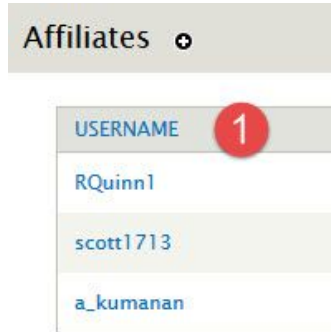 Affiliates
USERNAME 1
RQuinn1
scott1713
a_kumanan